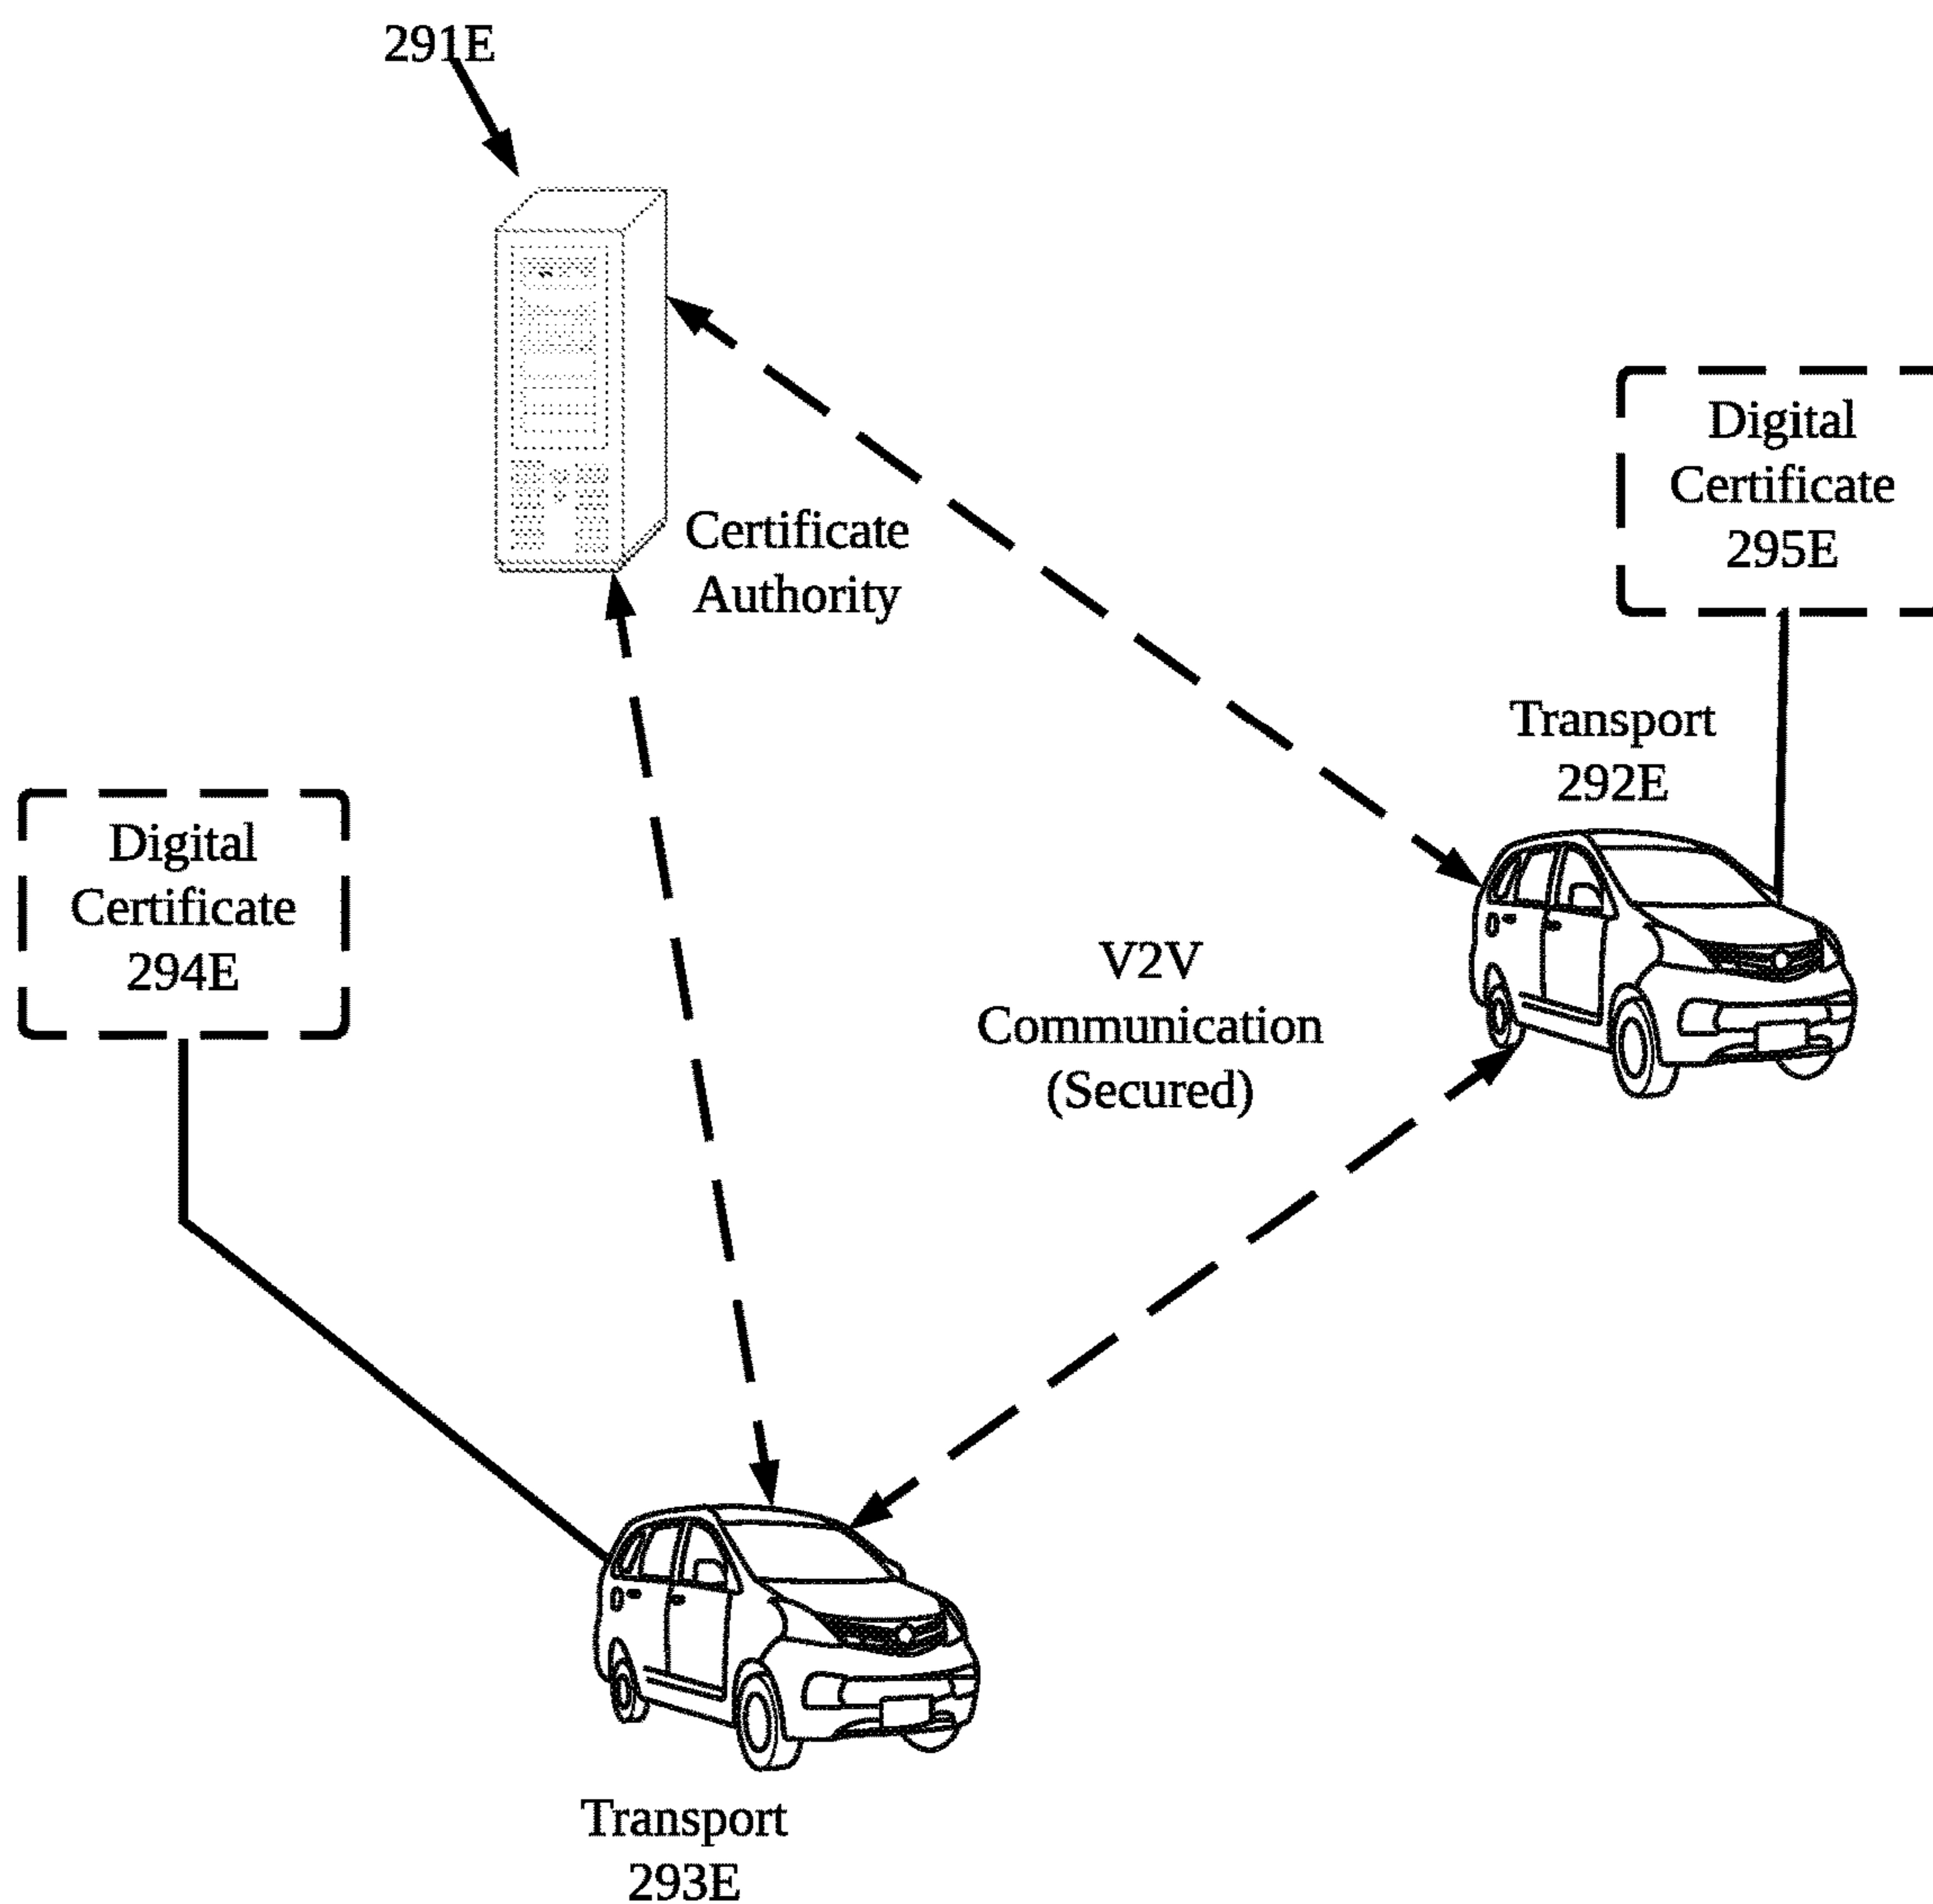 291E
Certificate
Authority
Digital
Certificate
295E
Transport
292E
Digital
Certificate
294E
V2V
Communication
(Secured)
Transport
293E